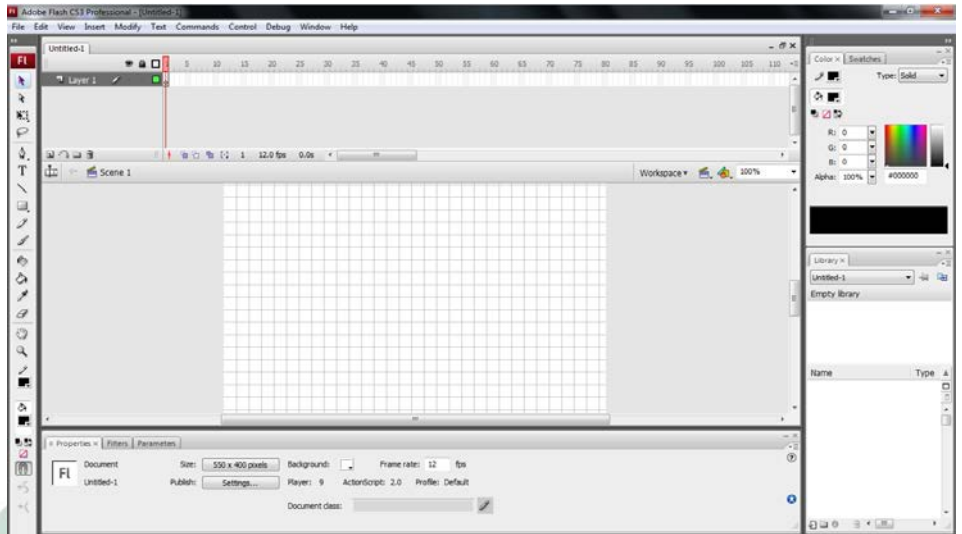 Adobe Flash CS3 Professional - [Untitled-1]
File Edit View Insert Modify Text Commands Control Debug Window Help
Untitled-1
Fl
1 5 10 15 20 25 30 35 40 45 50 55 60 65 70 75 80 85 90 95 100 105 110
Layer 1
1 12.0 fps 0.0s
Scene 1
Workspace 100%
Color Swatches
Type: Solid
R: 0
G: 0
B: 0
Alpha: 100% #000000
Library
Untitled-1
Empty library
Name Type
T
Properties Filters Parameters
Fl
Document Size: 550 x 400 pixels Background: Frame rate: 12 fps
Untitled-1 Publish: Settings... Player: 9 ActionScript: 2.0 Profile: Default
Document class: